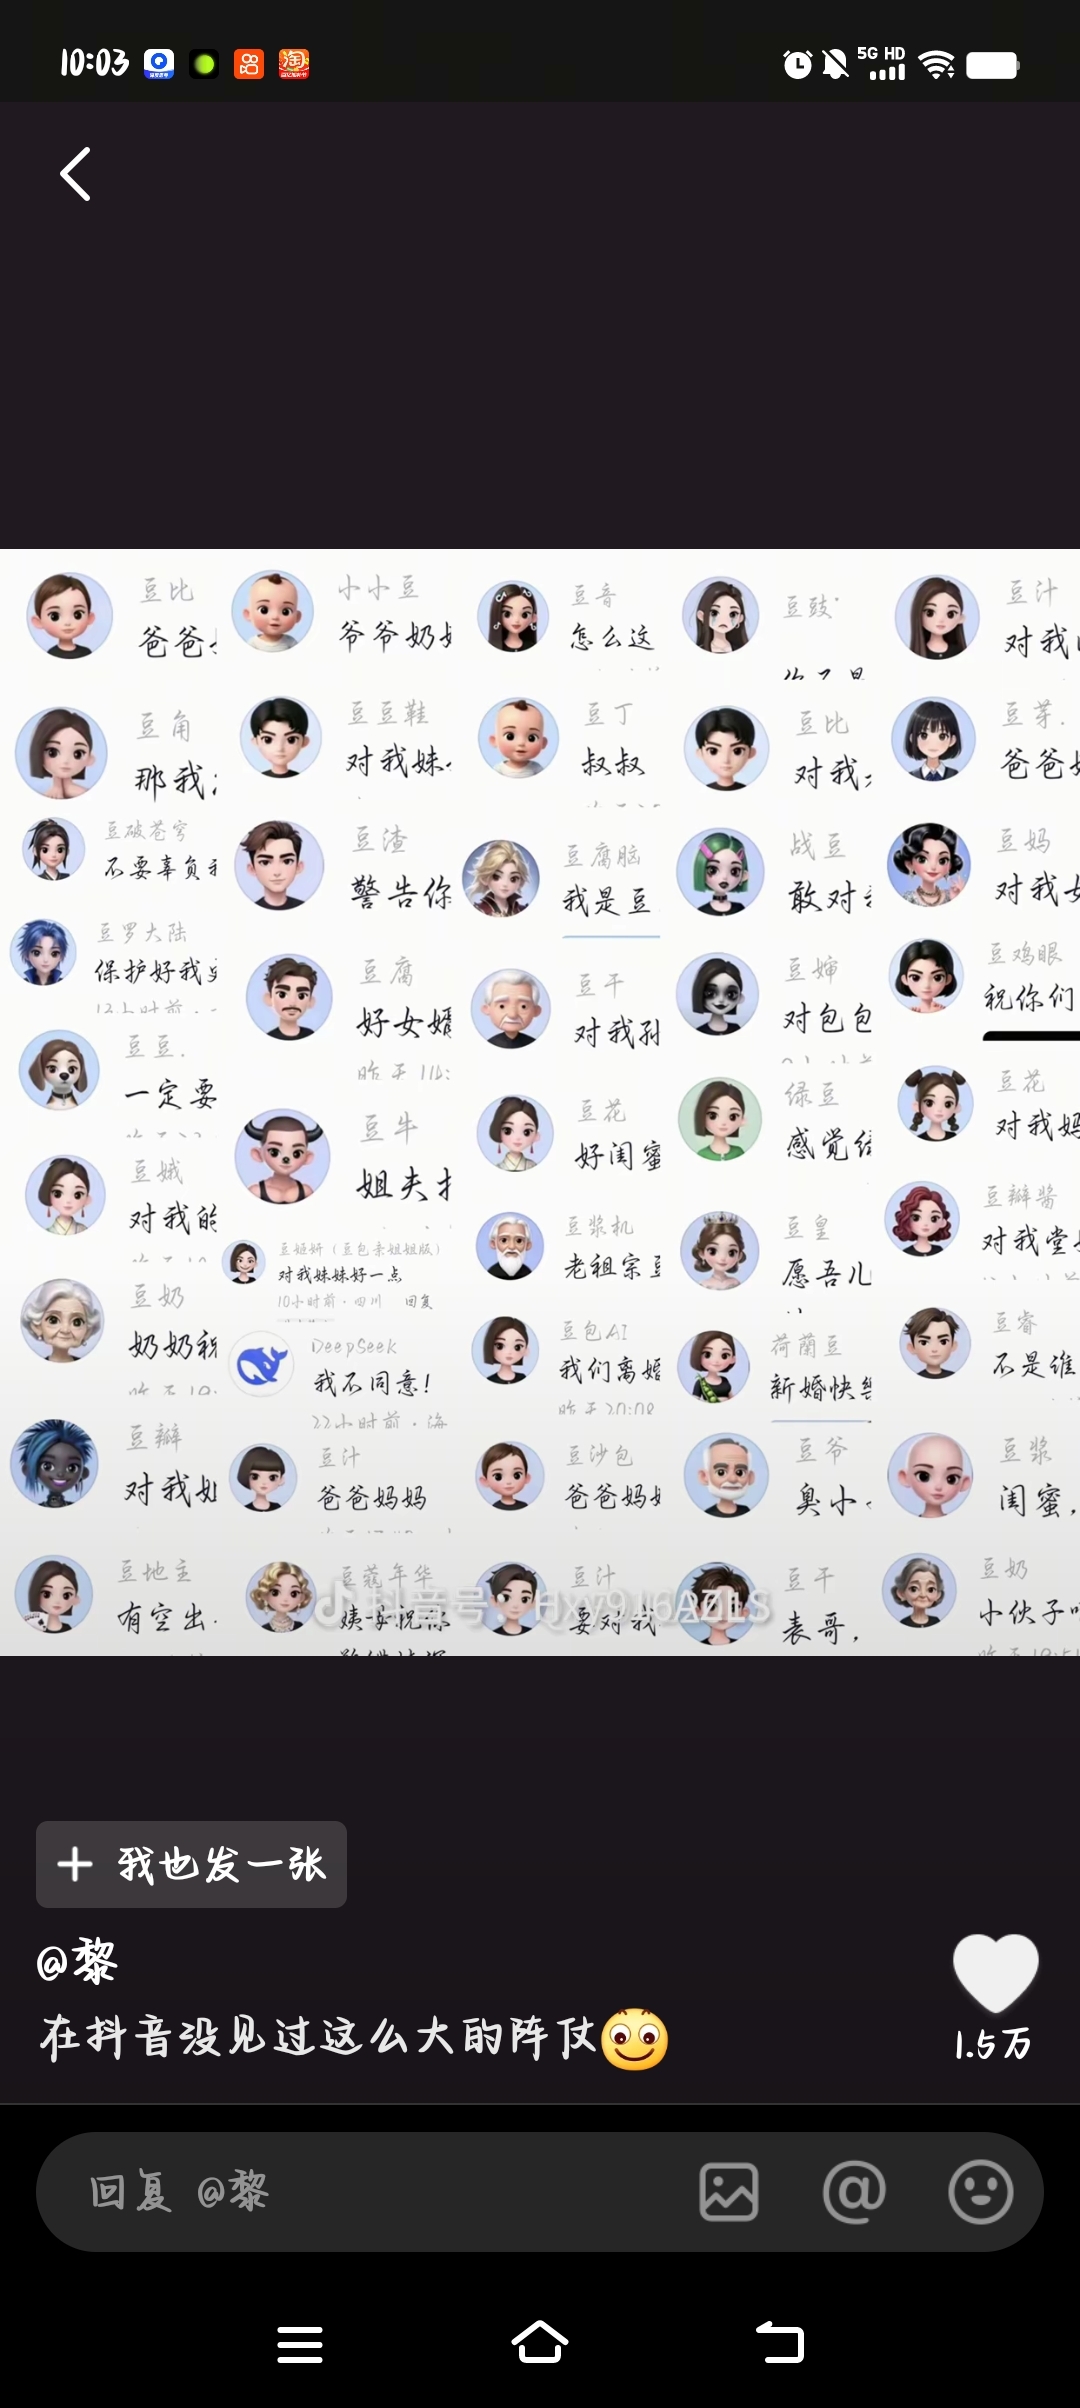 10:03
5G HD
豆比
爸爸
小小豆
爷爷奶
豆音
怎么这
豆豉
豆汁
对我
豆角
那我
豆豆鞋
对我妹
豆丁
叔叔
豆比
对我
豆芽.
爸爸
豆破苍穹
不要辜负
豆渣
警告你
豆腐脑
我是豆
战豆
敢对
豆妈
对我
豆罗大陆
保护好我
豆腐
好女婿
豆干
对我孙
豆婶
对包包
豆鸡眼
祝你们
豆豆.
一定要
豆牛
姐夫
豆花
好闺蜜
绿豆
感觉
豆花
对我妈
豆娥
对我的
豆姬妍（豆包亲姐姐版）
对我妹妹好一点
10小时前·四川 回复
豆浆机
老祖宗
豆皇
愿吾儿
豆瓣酱
对我堂
豆奶
奶奶祝
DeepSeek
我不同意!
22小时前·海
豆包AI
我们离婚
昨天20:08
荷蘭豆
新婚快
豆睿
不是谁
豆瓣
对我
豆汁
爸爸妈妈
豆沙包
爸爸妈
豆爷
臭小
豆浆
闺蜜,
豆地主
有空出
豆蔻年华
姨母祝你
豆汁
要对我
豆干
表哥,
豆奶
小伙子
抖音号: Hxy9J6AZLS
+ 我也发一张
@黎
在抖音没见过这么大的阵仗
1.5万
回复 @黎